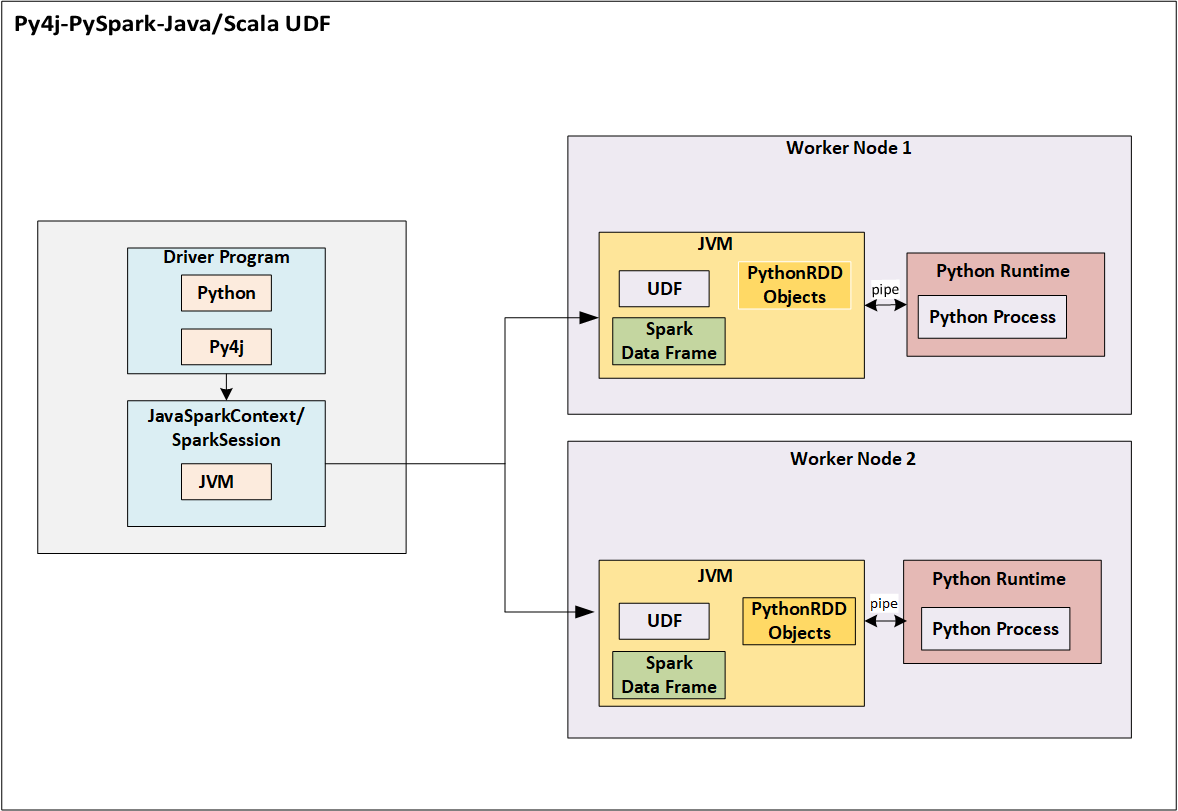 Py4j-PySpark-Java/Scala UDF
Driver Program
Python
Py4j
JavaSparkContext/
SparkSession
JVM
Worker Node 1
JVM
UDF
PythonRDD
Objects
Spark
Data Frame
pipe
Python Runtime
Python Process
Worker Node 2
JVM
UDF
PythonRDD
Objects
Spark
Data Frame
pipe
Python Runtime
Python Process